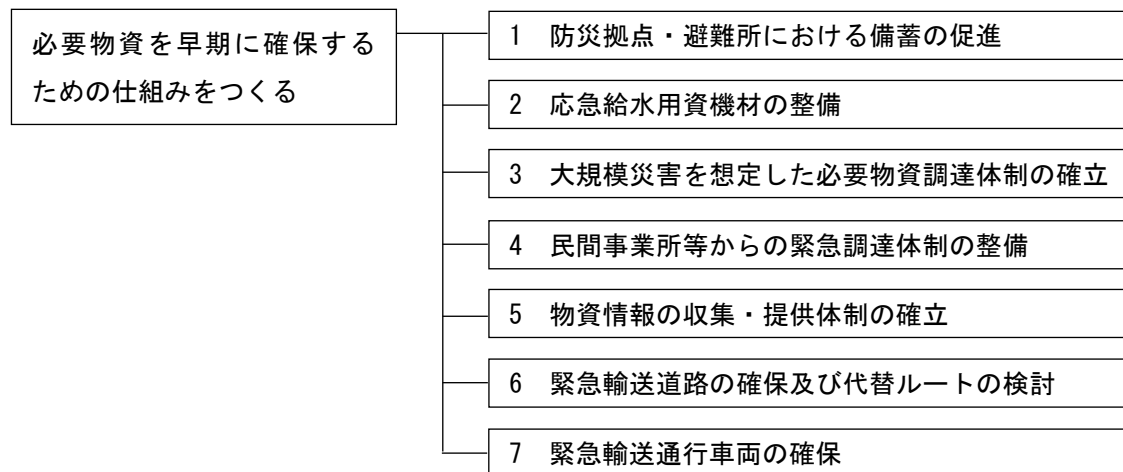 必要物資を早期に確保する
ための仕組みをつくる
1　防災拠点・避難所における備蓄の促進
2　応急給水用資機材の整備
3　大規模災害を想定した必要物資調達体制の確立
4　民間事業所等からの緊急調達体制の整備
5　物資情報の収集・提供体制の確立
6　緊急輸送道路の確保及び代替ルートの検討
7　緊急輸送通行車両の確保